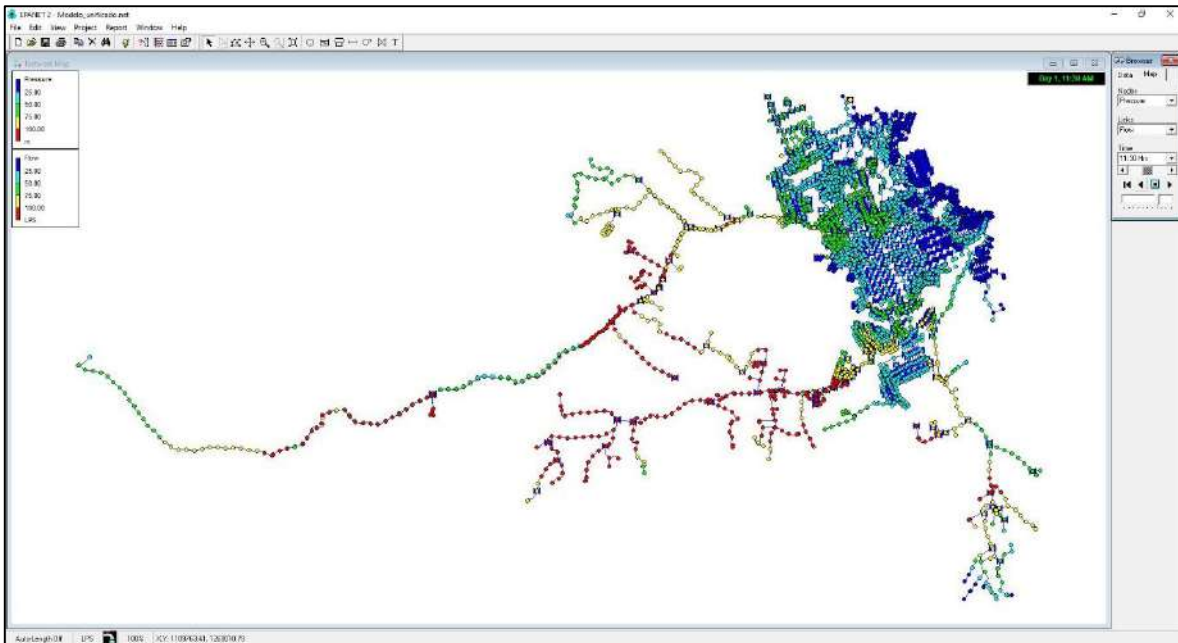 EPANET 2 - Modelo_unificado.net
File Edit View Project Report Window Help
T
Network Map
Day 1, 11:30 AM
Pressure
25.00
50.00
75.00
100.00
m
Flow
25.00
50.00
75.00
100.00
LPS
Browser
Data Map
Nodes
Pressure
Links
Flow
Time
11:30 Hrs
Auto-Length Off LPS 100%